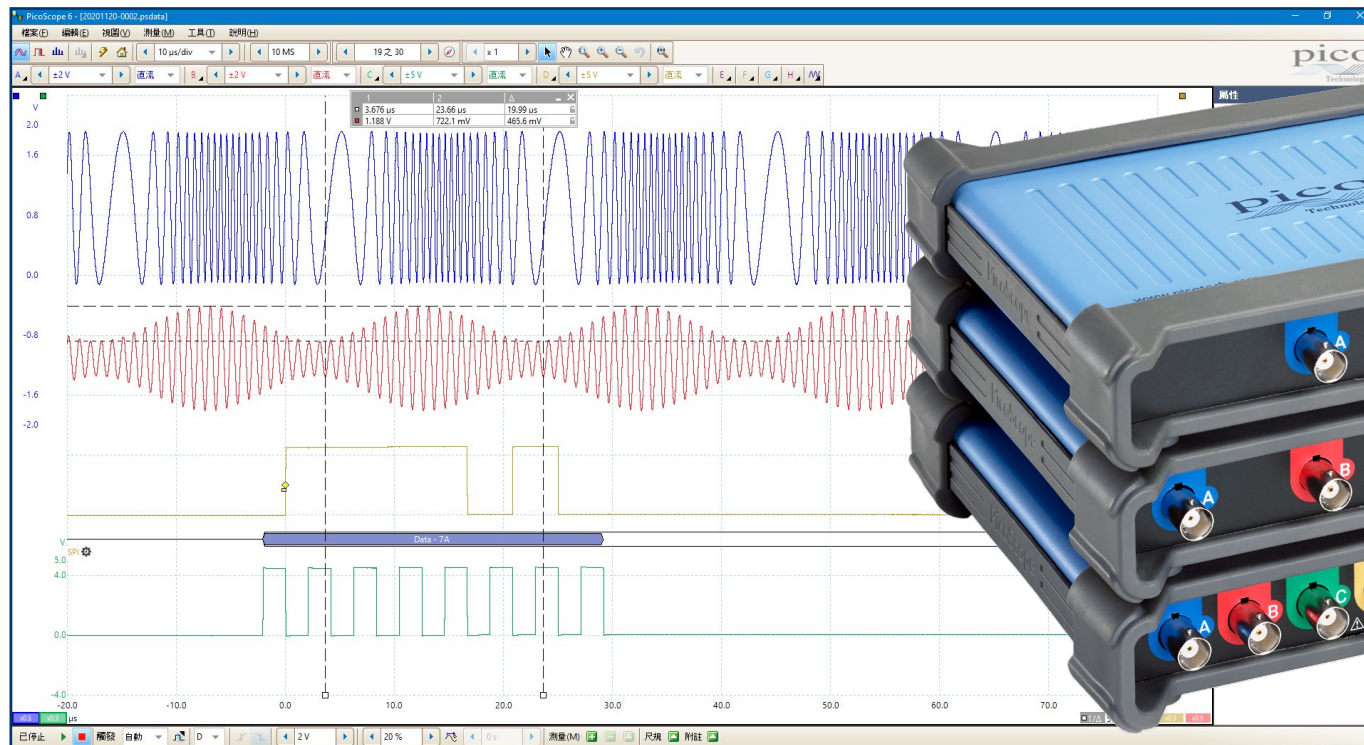 PicoScope 6 - [20201120-0002.psdata]
檔案(F) 編輯(E) 視圖(V) 測量(M) 工具(T) 說明(H)
10 µs/div 10 MS 19 之 30 x 1
pico
Technology
A ±2 V 直流 B ±2 V 直流 C ±5 V 直流 D ±5 V 直流 E F G H
屬性
1 2 Δ
3.676 µs 23.66 µs 19.99 µs
1.188 V 722.1 mV 465.6 mV
V
2.0
1.6
0.8
0.0
-0.8
-1.6
-2.0
pico
Technology
PicoScope
A
PicoScope
A B
PicoScope
A B C
V
Data - 7A
SPI
5.0
4.0
0.0
-4.0
-20.0 -10.0 0.0 10.0 20.0 30.0 40.0 50.0 60.0 70.0
x0.5 µs
已停止 觸發 自動 D 2 V 20 % 0 s 測量(M) 尺規 附註